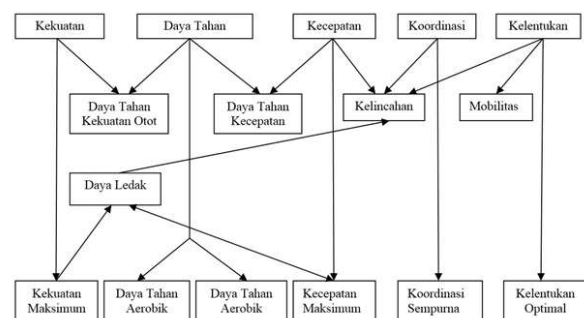 Kekuatan
Daya Tahan
Kecepatan
Koordinasi
Kelentukan
Daya Tahan
Kekuatan Otot
Daya Tahan
Kecepatan
Kelincahan
Mobilitas
Daya Ledak
Kekuatan
Maksimum
Daya Tahan
Aerobik
Daya Tahan
Aerobik
Kecepatan
Maksimum
Koordinasi
Sempurna
Kelentukan
Optimal